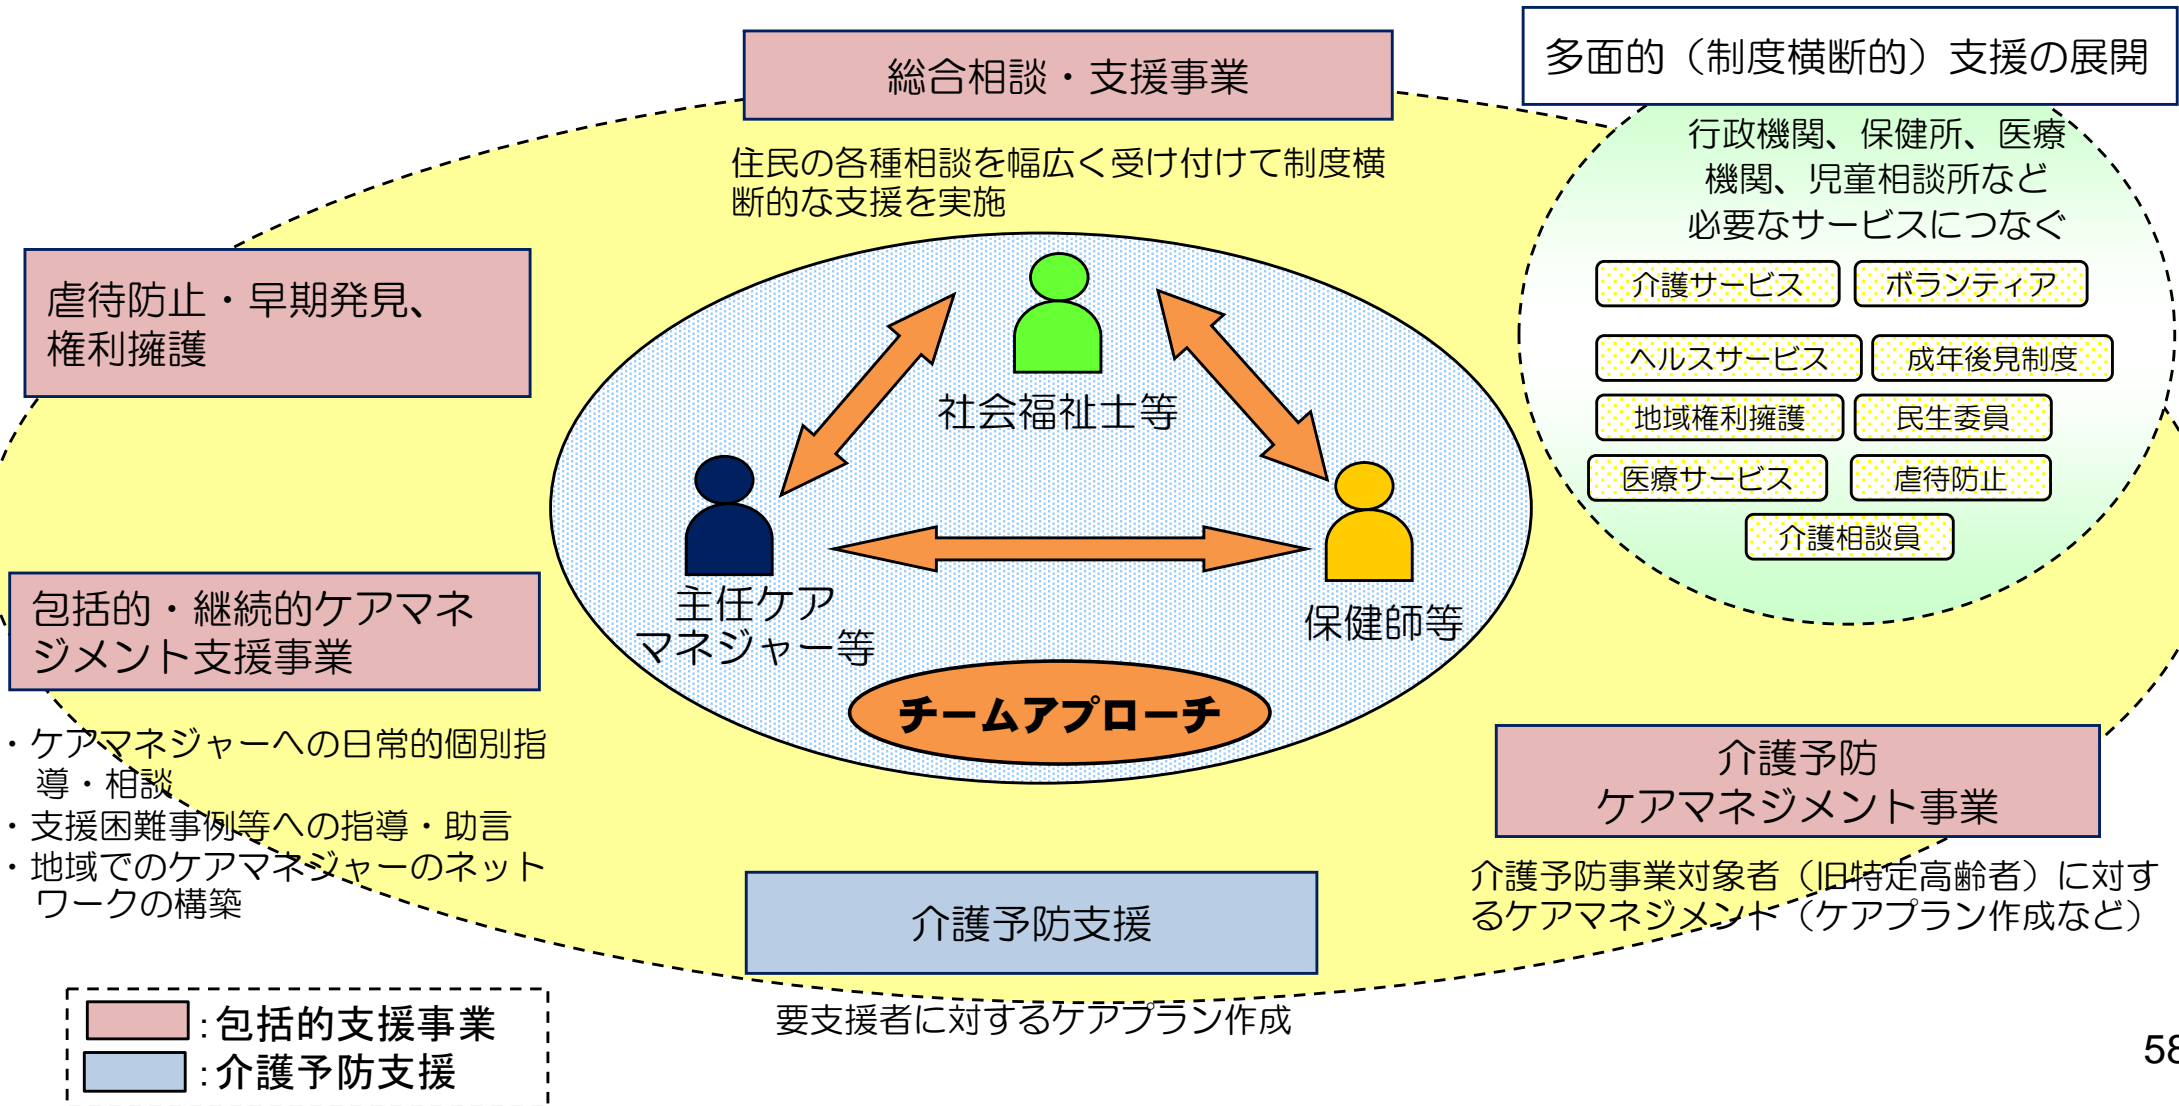 総合相談・支援事業
多面的（制度横断的）支援の展開
住民の各種相談を幅広く受け付けて制度横
断的な支援を実施
行政機関、保健所、医療
機関、児童相談所など
必要なサービスにつなぐ
介護サービス
ボランティア
ヘルスサービス
成年後見制度
地域権利擁護
民生委員
医療サービス
虐待防止
介護相談員
虐待防止・早期発見、
権利擁護
社会福祉士等
主任ケア
マネジャー等
保健師等
チームアプローチ
包括的・継続的ケアマネ
ジメント支援事業
・ケアマネジャーへの日常的個別指
導・相談
・支援困難事例等への指導・助言
・地域でのケアマネジャーのネット
ワークの構築
介護予防
ケアマネジメント事業
介護予防事業対象者（旧特定高齢者）に対す
るケアマネジメント（ケアプラン作成など）
介護予防支援
要支援者に対するケアプラン作成
：包括的支援事業
：介護予防支援
58